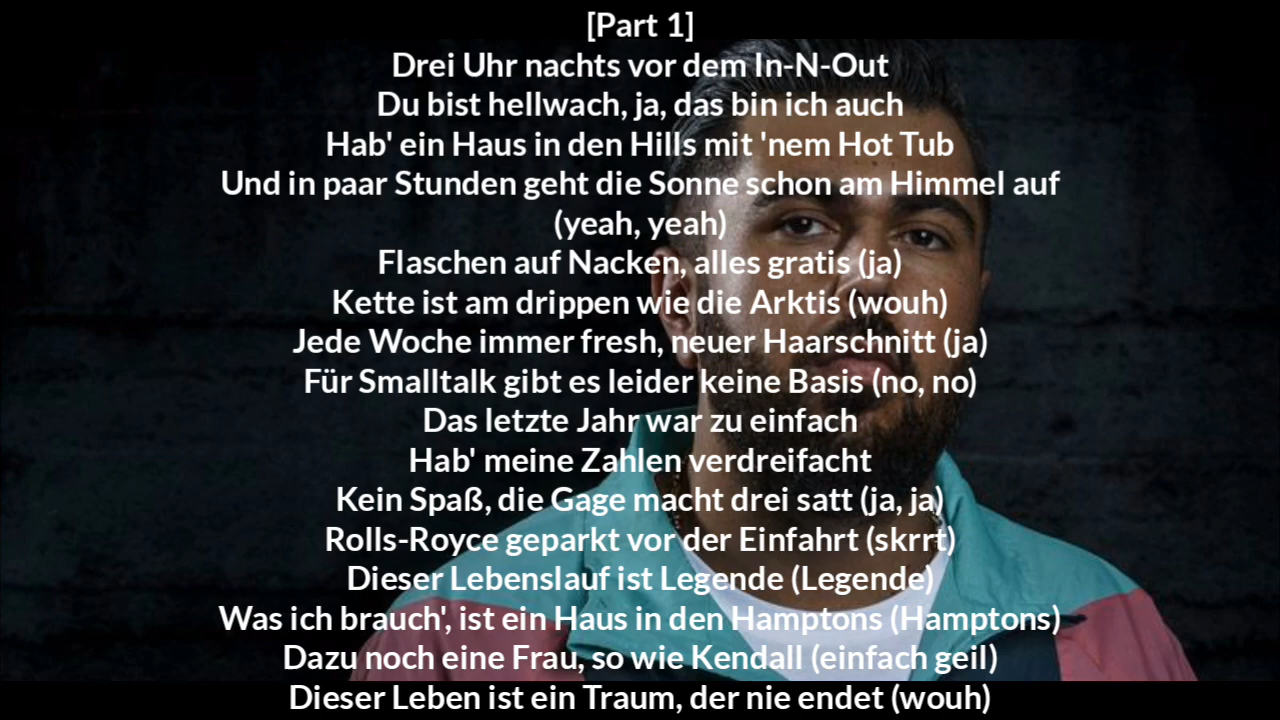 [Part 1]
Drei Uhr nachts vor dem In-N-Out
Du bist hellwach, ja, das bin ich auch
Hab' ein Haus in den Hills mit 'nem Hot Tub
Und in paar Stunden geht die Sonne schon am Himmel auf
(yeah, yeah)
Flaschen auf Nacken, alles gratis (ja)
Kette ist am drippen wie die Arktis (wouh)
Jede Woche immer fresh, neuer Haarschnitt (ja)
Für Smalltalk gibt es leider keine Basis (no, no)
Das letzte Jahr war zu einfach
Hab' meine Zahlen verdreifacht
Kein Spaß, die Gage macht drei satt (ja, ja)
Rolls-Royce geparkt vor der Einfahrt (skrrt)
Dieser Lebenslauf ist Legende (Legende)
Was ich brauch', ist ein Haus in den Hamptons (Hamptons)
Dazu noch eine Frau, so wie Kendall (einfach geil)
Dieser Leben ist ein Traum, der nie endet (wouh)